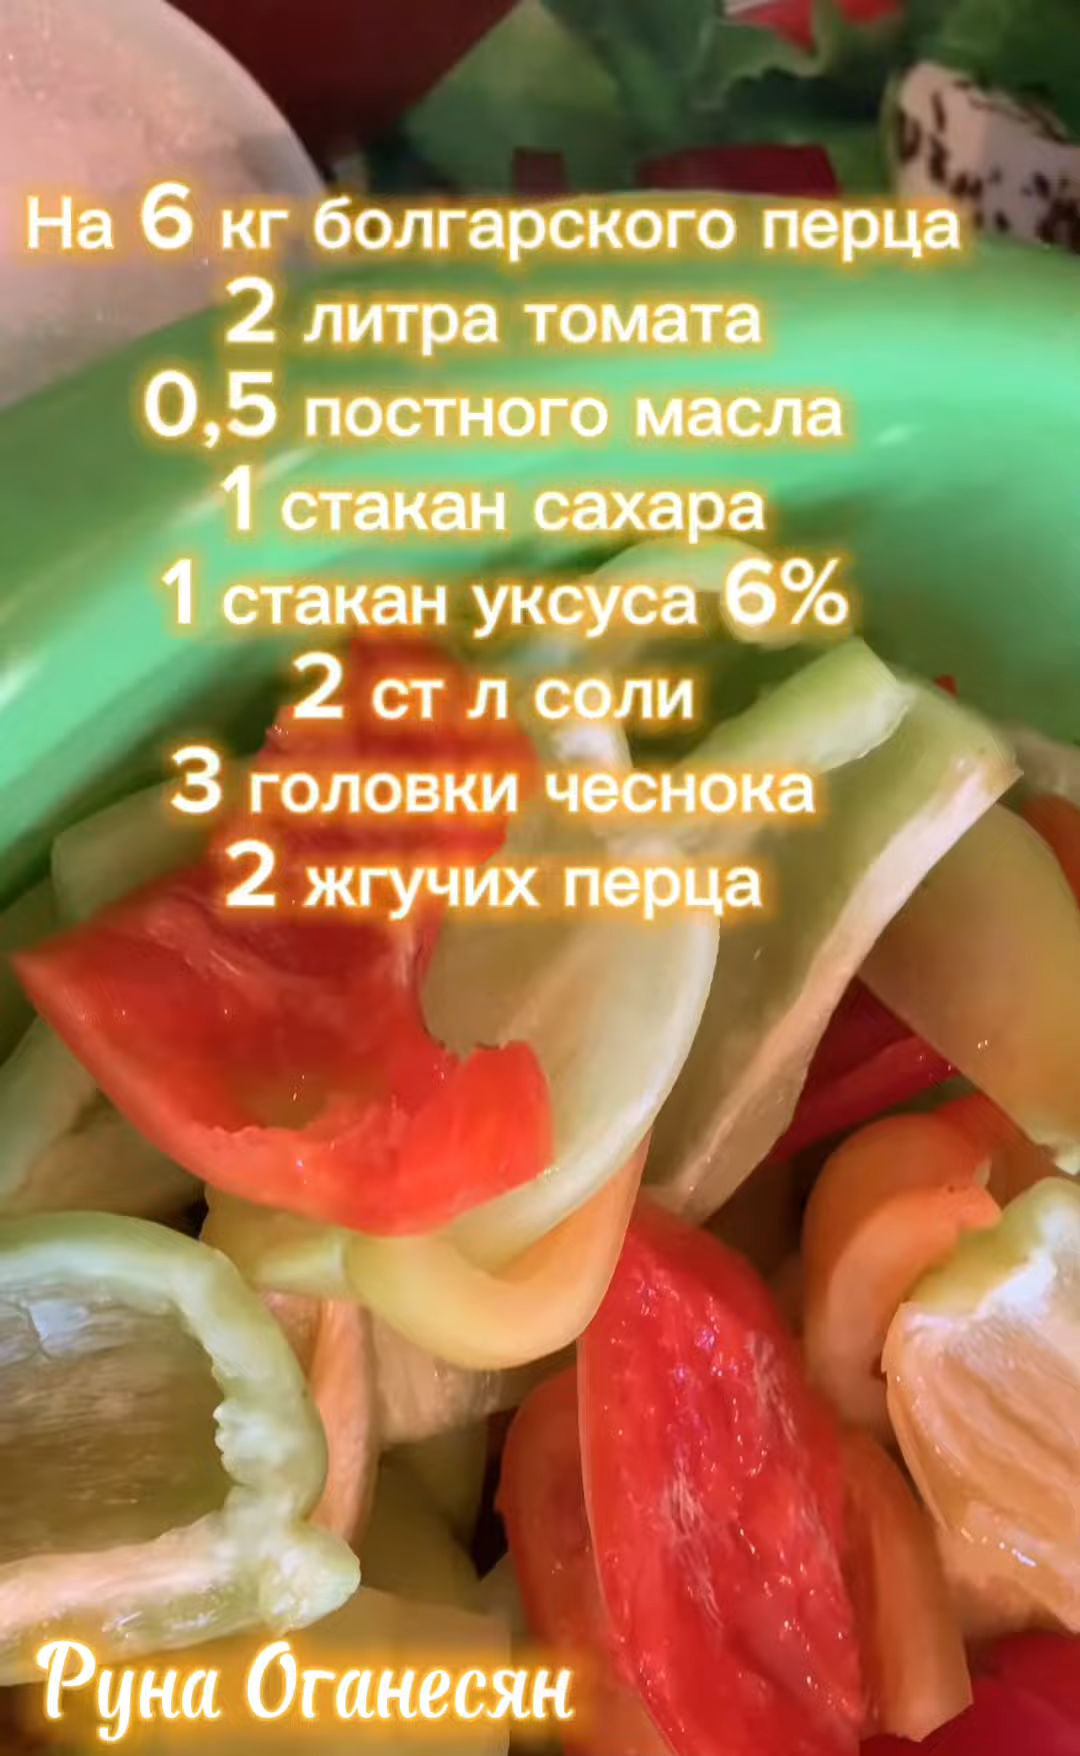 На 6 кг болгарского перца
2 литра томата
0,5 постного масла
1 стакан сахара
1 стакан уксуса 6%
2 ст л соли
3 головки чеснока
2 жгучих перца
Руна Оганесян